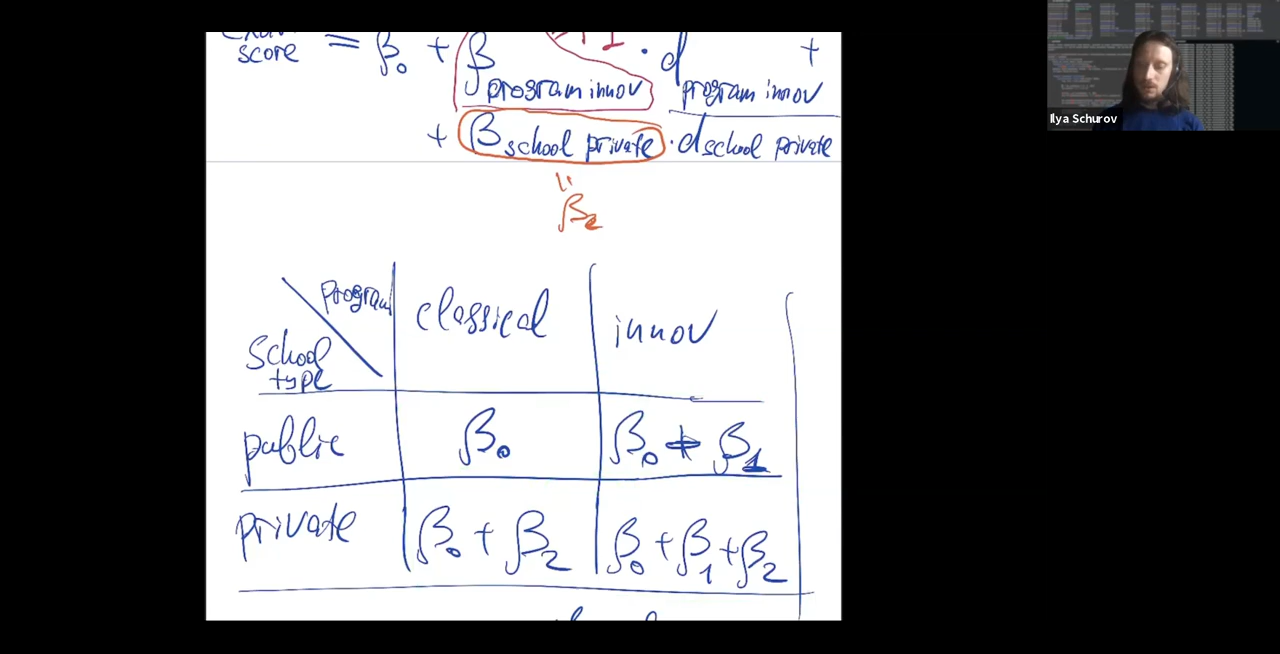 score = β₀ + β program innov · d program innov +
+ β school private · d school private
β₂
Program classical innov
School type
public β₀ β₀ + β₁
private β₀ + β₂ β₀ + β₁ + β₂
Ilya Schurov